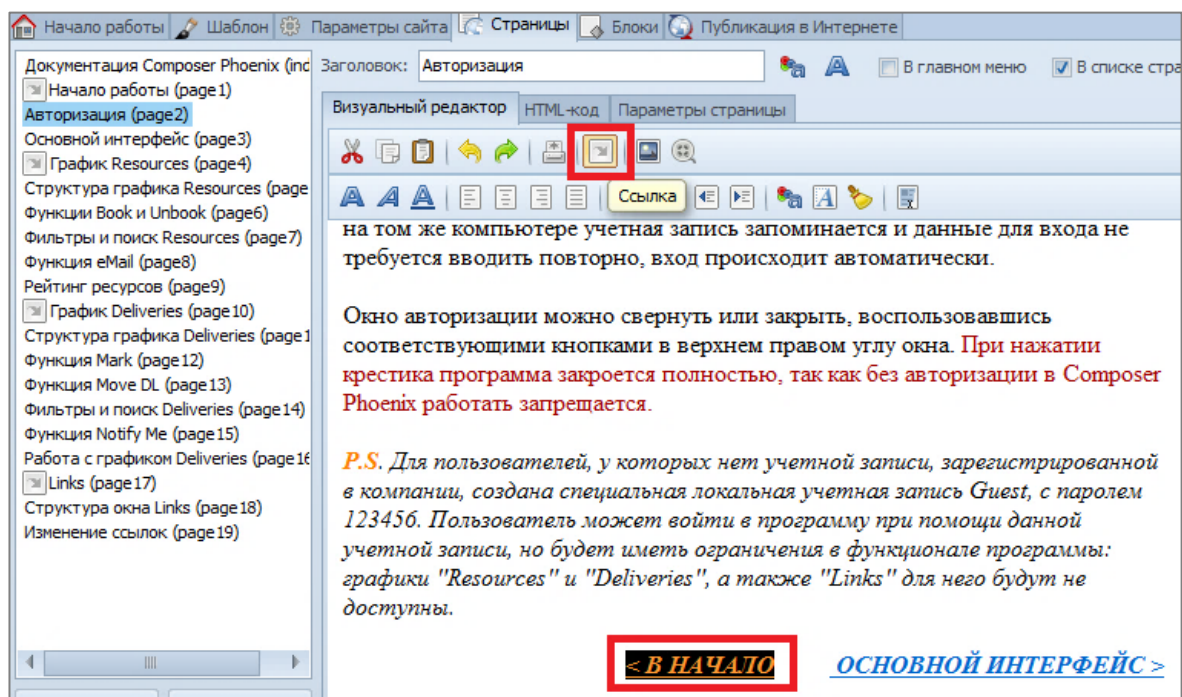 Начало работы Шаблон Параметры сайта Страницы Блоки Публикация в Интернете
Документация Composer Phoenix (ind
Начало работы (page1)
Авторизация (page2)
Основной интерфейс (page3)
График Resources (page4)
Структура графика Resources (page
Функции Book и Unbook (page6)
Фильтры и поиск Resources (page7)
Функция eMail (page8)
Рейтинг ресурсов (page9)
График Deliveries (page10)
Структура графика Deliveries (page1
Функция Mark (page12)
Функция Move DL (page13)
Фильтры и поиск Deliveries (page14)
Функция Notify Me (page15)
Работа с графиком Deliveries (page16
Links (page17)
Структура окна Links (page18)
Изменение ссылок (page19)
Заголовок: Авторизация В главном меню В списке стра
Визуальный редактор HTML-код Параметры страницы
Ссылка
на том же компьютере учетная запись запоминается и данные для входа не
требуется вводить повторно, вход происходит автоматически.
Окно авторизации можно свернуть или закрыть, воспользовавшись
соответствующими кнопками в верхнем правом углу окна. При нажатии
крестика программа закроется полностью, так как без авторизации в Composer
Phoenix работать запрещается.
P.S. Для пользователей, у которых нет учетной записи, зарегистрированной
в компании, создана специальная локальная учетная запись Guest, с паролем
123456. Пользователь может войти в программу при помощи данной
учетной записи, но будет иметь ограничения в функционале программы:
графики "Resources" и "Deliveries", а также "Links" для него будут не
доступны.
< В НАЧАЛО ОСНОВНОЙ ИНТЕРФЕЙС >